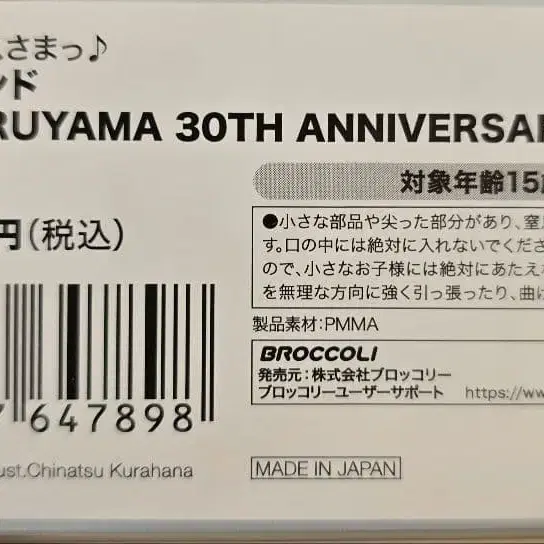 さまっ♪
ンド
RUYAMA 30TH ANNIVERSA
対象年齢15
円(税込)
●小さな部品や尖った部分があり、窒
す。口の中には絶対に入れないでくださ
ので、小さなお子様には絶対にあたえ
を無理な方向に強く引っ張ったり、曲
製品素材:PMMA
BROCCOLI
発売元:株式会社ブロッコリー
ブロッコリーユーザーサポート https://ww
647898
ust.Chinatsu Kurahana
MADE IN JAPAN